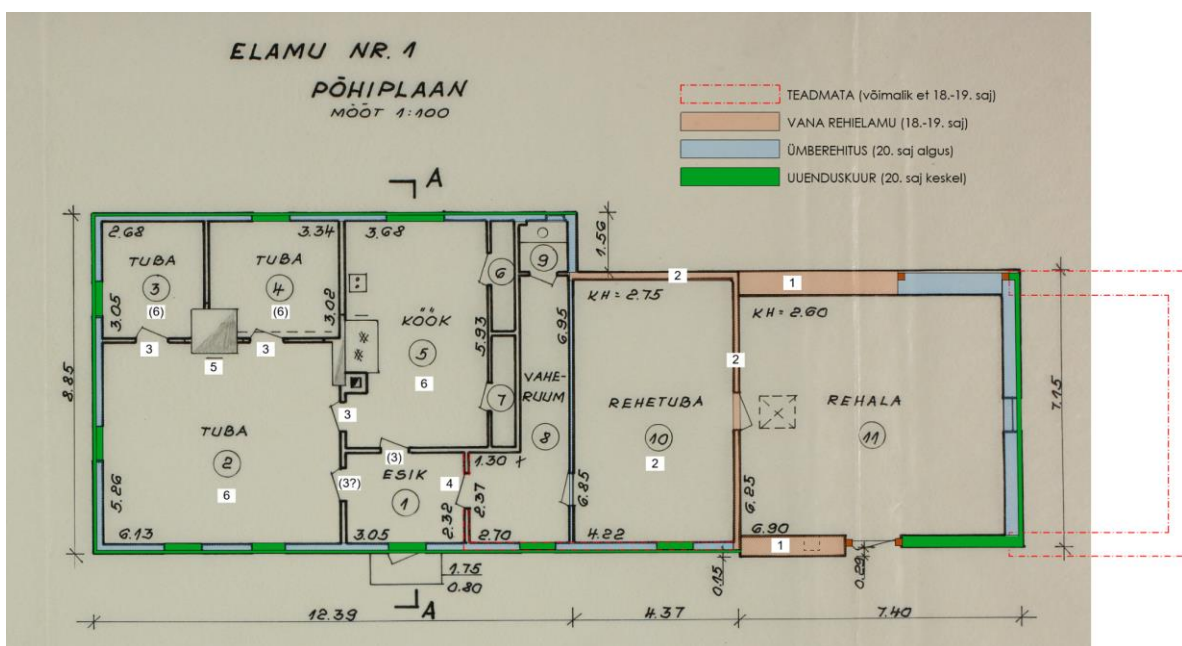 ELAMU NR. 1
PÕHIPLAAN
MÕÕT 1:100
TEADMATA (võimalik et 18.-19. saj)
VANA REHIELAMU (18.-19. saj)
ÜMBEREHITUS (20. saj algus)
UUENDUSKUUR (20. saj keskel)
A
2.68
3.34
3.68
1.56
TUBA
3
(6)
3.05
TUBA
4
(6)
3.02
KÖÖK
5
6
5.93
6
7
9
VAHE-
RUUM
8
6.95
2
KH = 2.75
1
KH = 2.60
2
3
5
3
3
8.85
TUBA
2
6
5.26
6.13
(3)
(3?)
ESIK
1
3.05
2.32
4
1.30
2.37
2.70
REHETUBA
10
2
6.85
4.22
REHALA
11
6.25
6.90
7.15
1
1.75
0.80
0.15
0.29
A
12.39
4.37
7.40